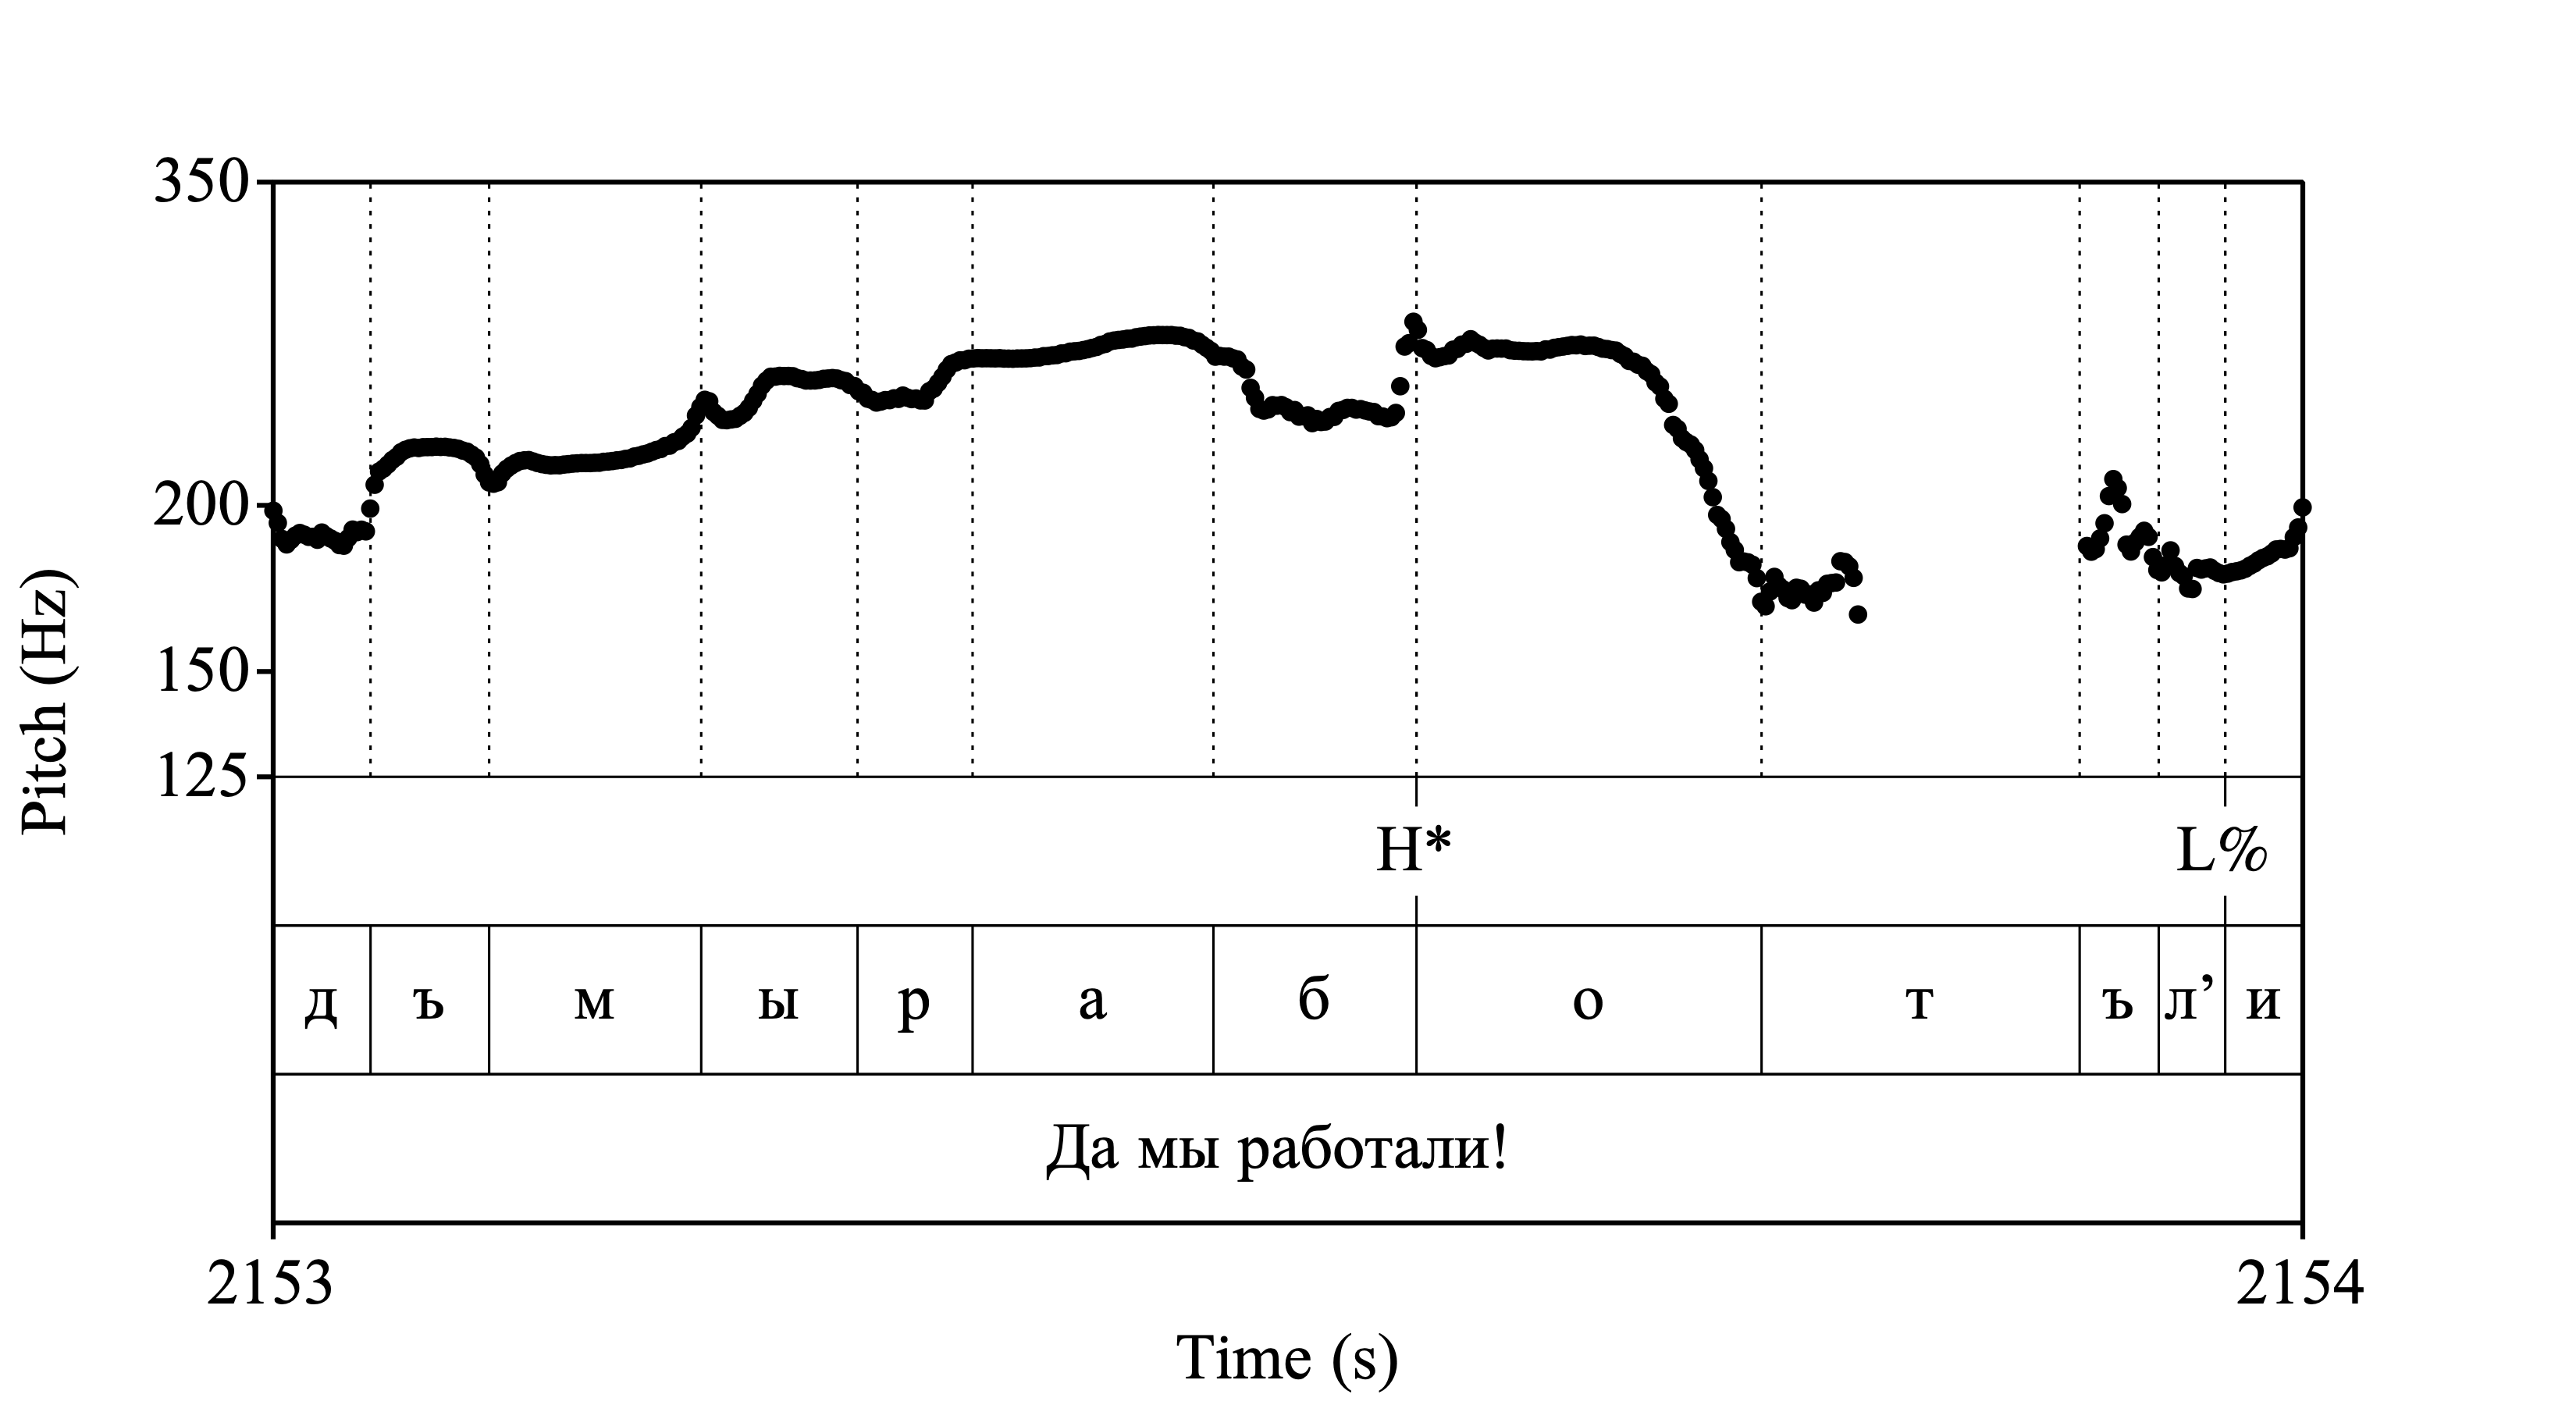 350
200
150
125
Pitch (Hz)
H* L%
д ъ м ы р а б о т ъ л’ и
Да мы работали!
2153 2154
Time (s)